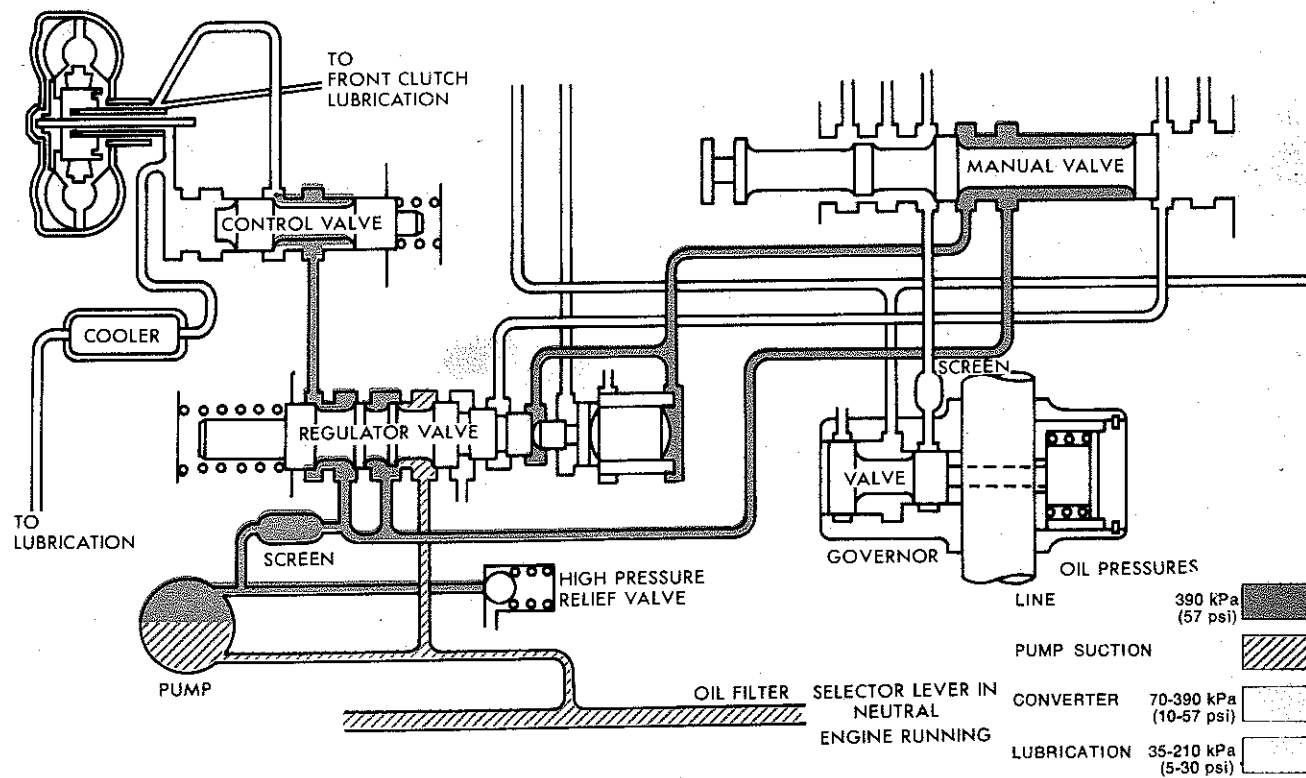 TO
FRONT CLUTCH
LUBRICATION
MANUAL VALVE
CONTROL VALVE
COOLER
SCREEN
REGULATOR VALVE
VALVE
TO
LUBRICATION
SCREEN
GOVERNOR
OIL PRESSURES
HIGH PRESSURE
RELIEF VALVE
LINE 390 kPa
(57 psi)
PUMP SUCTION
PUMP
OIL FILTER
SELECTOR LEVER IN
NEUTRAL
ENGINE RUNNING
CONVERTER 70-390 kPa
(10-57 psi)
LUBRICATION 35-210 kPa
(5-30 psi)